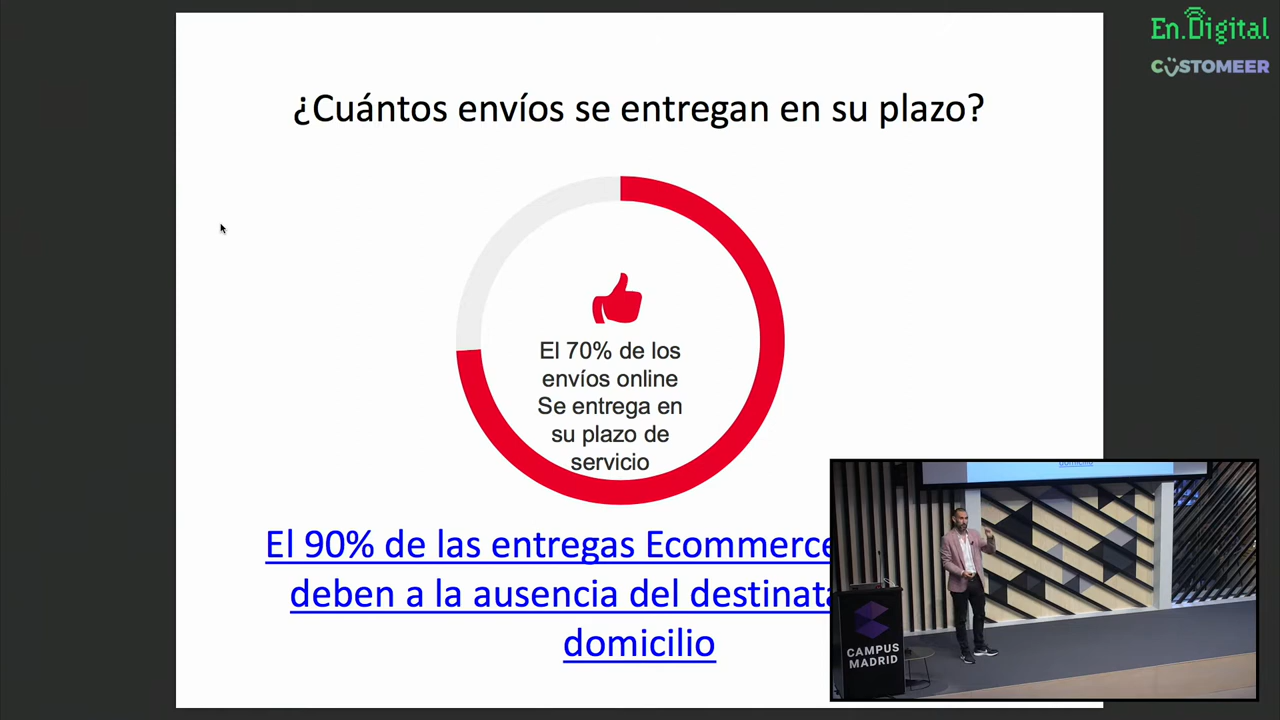 En.Digital
CUSTOMEER
¿Cuántos envíos se entregan en su plazo?
El 70% de los
envíos online
Se entrega en
su plazo de
servicio
El 90% de las entregas Ecommerce
deben a la ausencia del
domicilio
domicilio
CAMPUS
MADRID